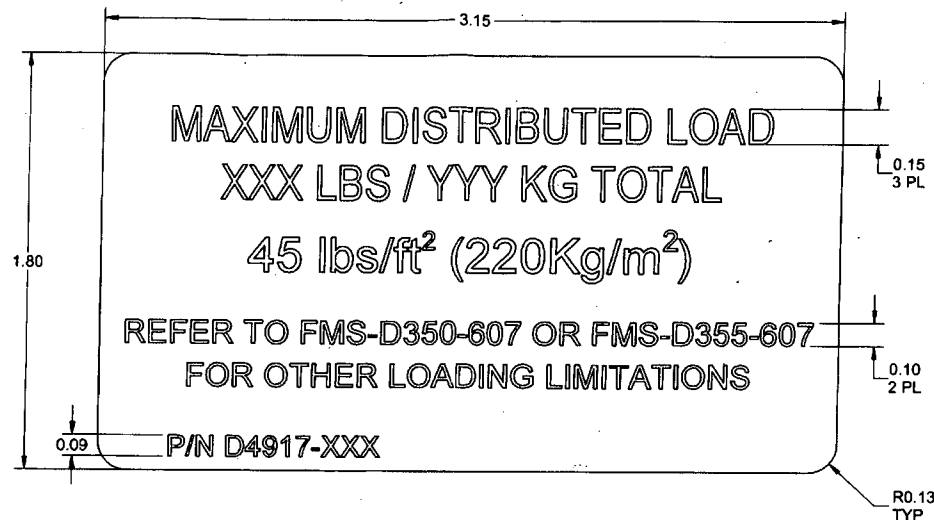 3.15
MAXIMUM DISTRIBUTED LOAD
XXX LBS / YYY KG TOTAL
45 lbs/ft² (220Kg/m²)
REFER TO FMS-D350-607 OR FMS-D355-607
FOR OTHER LOADING LIMITATIONS
P/N D4917-XXX
1.80
0.09
0.15
3 PL
0.10
2 PL
R0.13
TYP